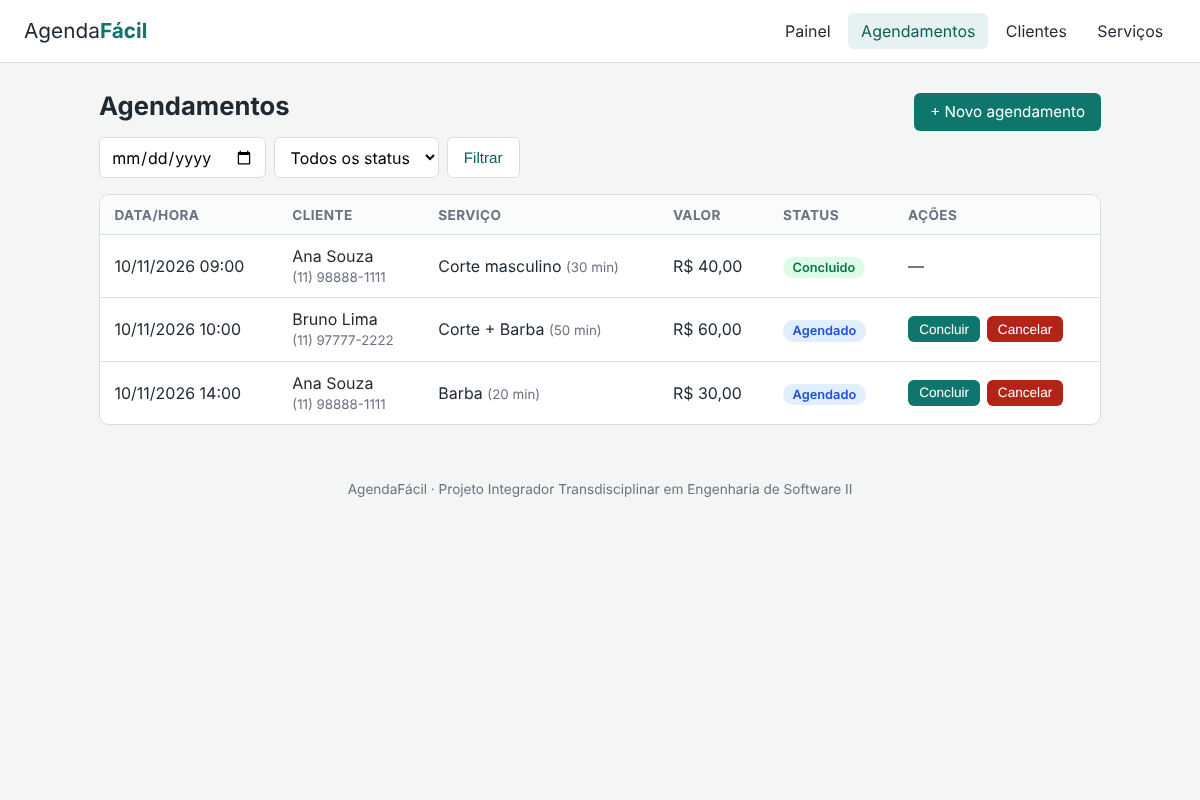 AgendaFácil Painel Agendamentos Clientes Serviços
Agendamentos
+ Novo agendamento
mm/dd/yyyy Todos os status Filtrar
DATA/HORA CLIENTE SERVIÇO VALOR STATUS AÇÕES
10/11/2026 09:00 Ana Souza (11) 98888-1111 Corte masculino (30 min) R$ 40,00 Concluido —
10/11/2026 10:00 Bruno Lima (11) 97777-2222 Corte + Barba (50 min) R$ 60,00 Agendado Concluir Cancelar
10/11/2026 14:00 Ana Souza (11) 98888-1111 Barba (20 min) R$ 30,00 Agendado Concluir Cancelar
AgendaFácil · Projeto Integrador Transdisciplinar em Engenharia de Software II